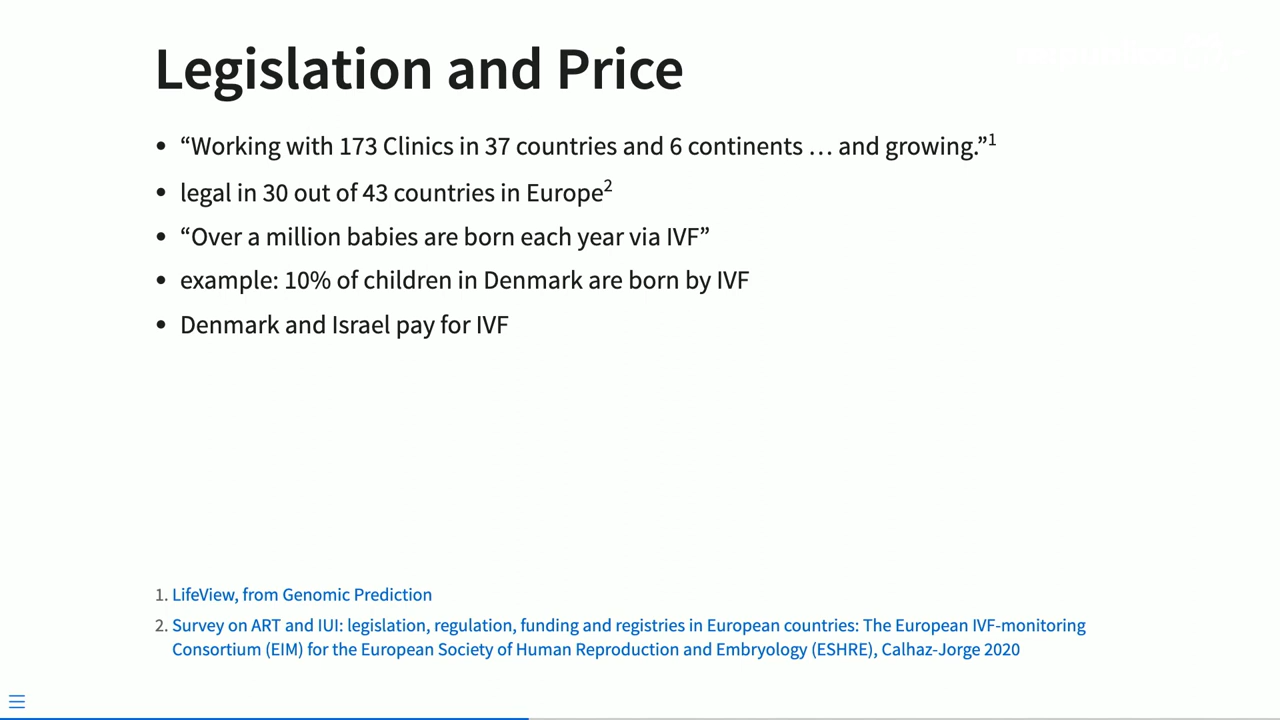 Legislation and Price
• “Working with 173 Clinics in 37 countries and 6 continents … and growing.”1
• legal in 30 out of 43 countries in Europe2
• “Over a million babies are born each year via IVF”
• example: 10% of children in Denmark are born by IVF
• Denmark and Israel pay for IVF
1. LifeView, from Genomic Prediction
2. Survey on ART and IUI: legislation, regulation, funding and registries in European countries: The European IVF-monitoring
Consortium (EIM) for the European Society of Human Reproduction and Embryology (ESHRE), Calhaz-Jorge 2020